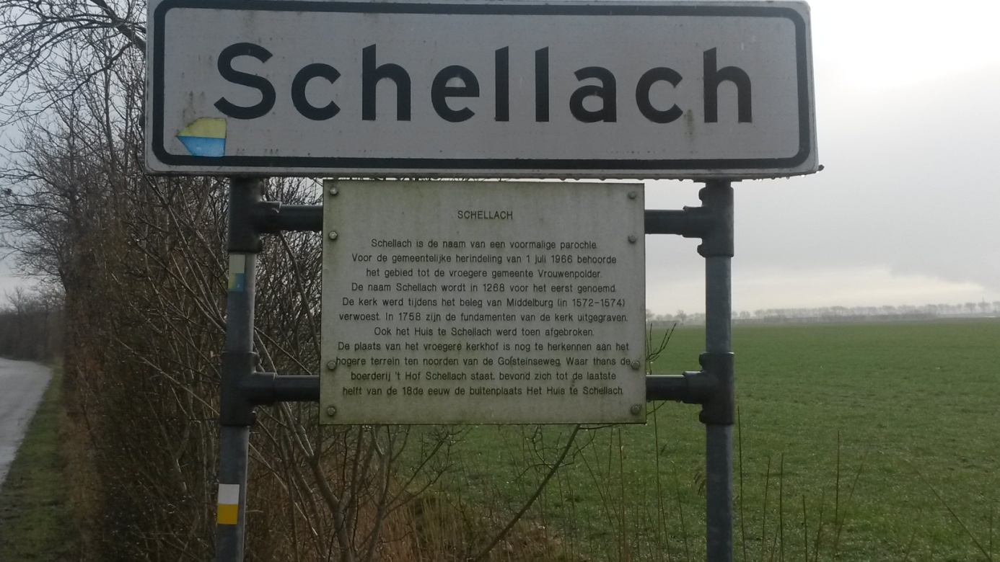 Schellach
SCHELLACH
Schellach is de naam van een voormalige parochie.
Voor de gemeentelijke herindeling van 1 juli 1966 behoorde
het gebied tot de vroegere gemeente Vrouwenpolder.
De naam Schellach wordt in 1268 voor het eerst genoemd.
De kerk werd tijdens het beleg van Middelburg (in 1572-1574)
verwoest. In 1758 zijn de fundamenten van de kerk uitgegraven.
Ook het Huis te Schellach werd toen afgebroken.
De plaats van het vroegere kerkhof is nog te herkennen aan het
hogere terrein ten noorden van de Golsteinseweg. Waar thans de
boerderij 't Hof Schellach staat, bevond zich tot de laatste
helft van de 18de eeuw de buitenplaats Het Huis te Schellach.